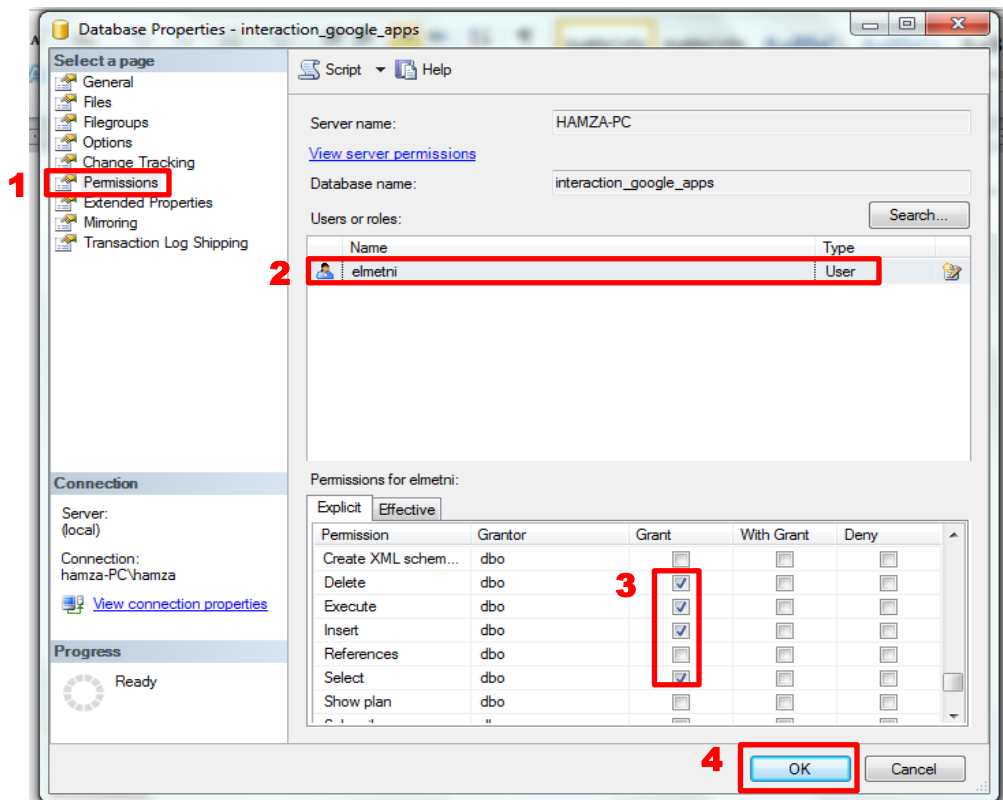 Database Properties - interaction_google_apps
Select a page
General
Files
Filegroups
Options
Change Tracking
1 Permissions
Extended Properties
Mirroring
Transaction Log Shipping
Script Help
Server name: HAMZA-PC
View server permissions
Database name: interaction_google_apps
Users or roles: Search...
Name Type
2 elmetni User
Connection
Server:
(local)
Connection:
hamza-PC\hamza
View connection properties
Progress
Ready
Permissions for elmetni:
Explicit Effective
Permission Grantor Grant With Grant Deny
Create XML schem... dbo
Delete dbo
3
Execute dbo
Insert dbo
References dbo
Select dbo
Show plan dbo
4 OK Cancel